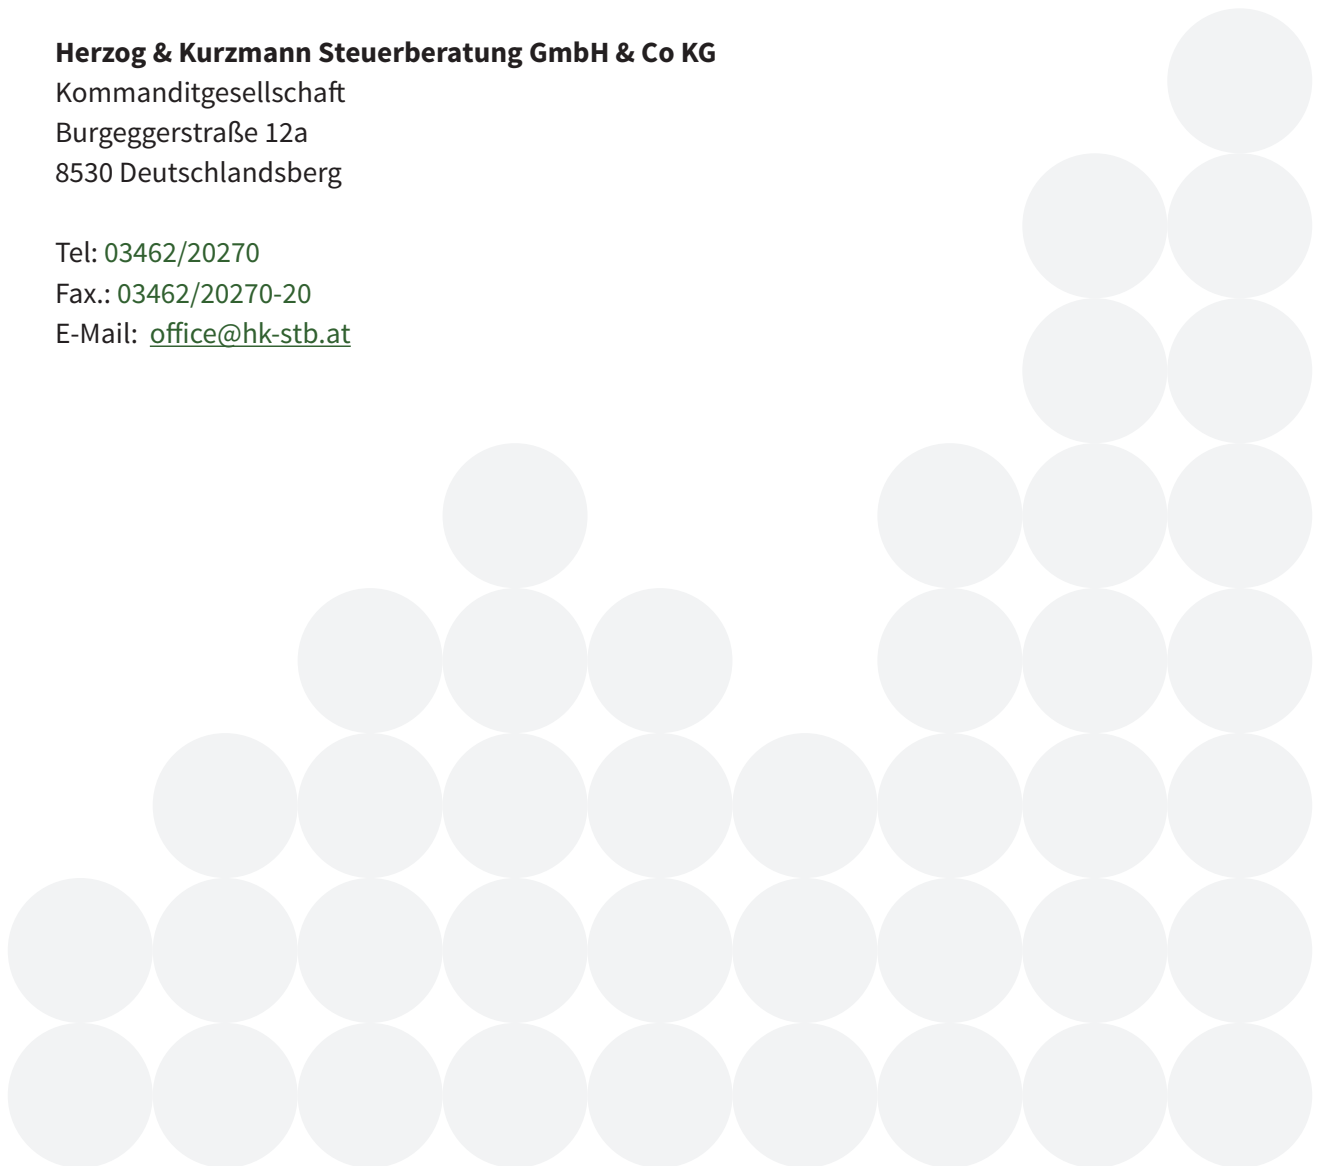 Herzog & Kurzmann Steuerberatung GmbH & Co KG
Kommanditgesellschaft
Burgeggerstraße 12a
8530 Deutschlandsberg
Tel: 03462/20270
Fax.: 03462/20270-20
E-Mail: office@hk-stb.at